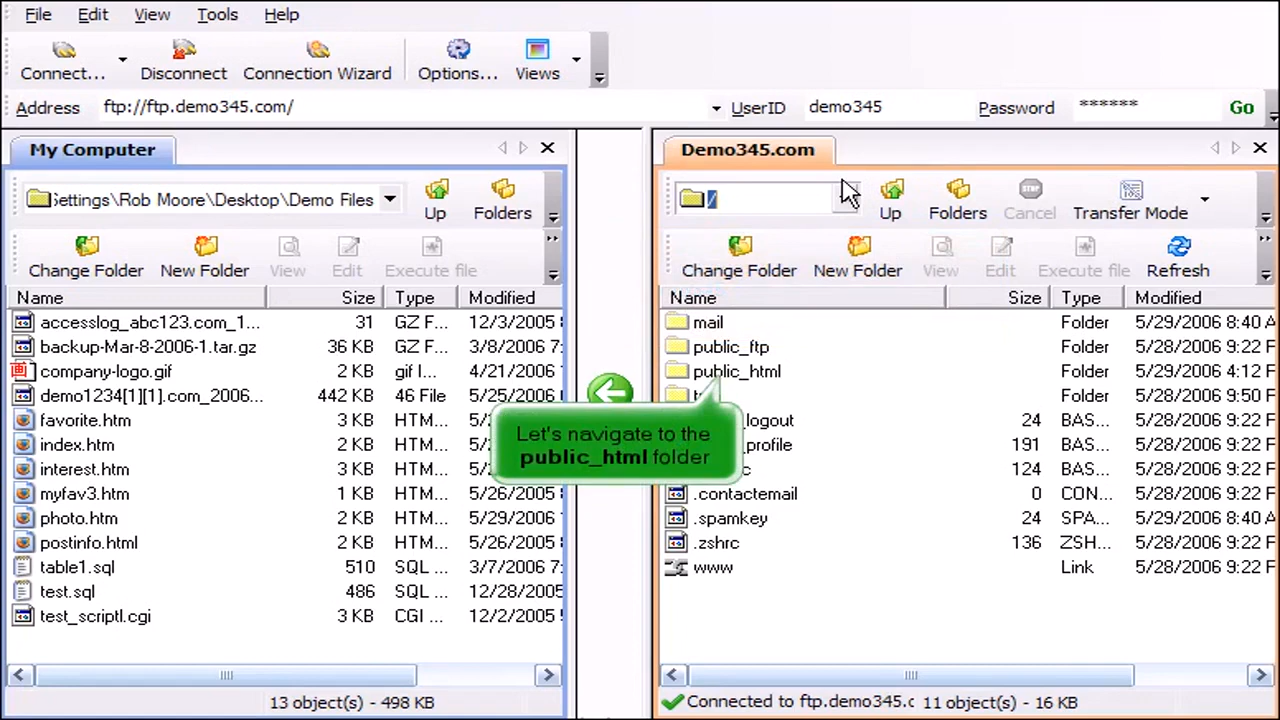 File Edit View Tools Help
Connect... Disconnect Connection Wizard Options... Views
Address ftp://ftp.demo345.com/ UserID demo345 Password ****** Go
My Computer
Settings\Rob Moore\Desktop\Demo Files Up Folders
Change Folder New Folder View Edit Execute file
Name Size Type Modified
accesslog_abc123.com_1... 31 GZ F... 12/3/2005
backup-Mar-8-2006-1.tar.gz 36 KB GZ F... 3/8/2006
company-logo.gif 2 KB gif I... 4/21/2006
demo1234[1][1].com_2006... 442 KB 46 File 5/25/2006
favorite.htm 3 KB HTM...
index.htm 2 KB HTM...
interest.htm 3 KB HTM...
myfav3.htm 1 KB HTM... 5/26/2005
photo.htm 2 KB HTM... 5/29/2006
postinfo.html 2 KB HTM... 5/26/2005
table1.sql 510 SQL ... 3/7/2006 7:
test.sql 486 SQL ... 12/28/2005
test_scriptl.cgi 3 KB CGI ... 12/2/2005
13 object(s) - 498 KB
Let's navigate to the
public_html folder
Demo345.com
/ Up Folders STOP Cancel Transfer Mode
Change Folder New Folder View Edit Execute file Refresh
Name Size Type Modified
mail Folder 5/29/2006 8:40 A
public_ftp Folder 5/28/2006 9:22 F
public_html Folder 5/29/2006 4:12 F
Folder 5/28/2006 9:50 F
_logout 24 BAS... 5/28/2006 9:22 F
_profile 191 BAS... 5/28/2006 9:22 F
124 BAS... 5/28/2006 9:22 F
.contactemail 0 CON... 5/28/2006 9:22 F
.spamkey 24 SPA... 5/29/2006 8:40 A
.zshrc 136 ZSH... 5/28/2006 9:22 F
www Link 5/28/2006 9:22 F
Connected to ftp.demo345.c 11 object(s) - 16 KB